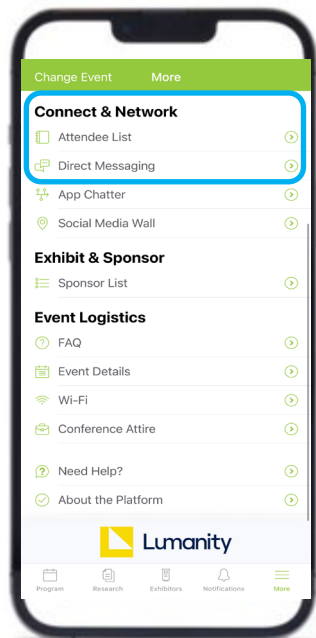 Change Event More
Connect & Network
Attendee List
Direct Messaging
App Chatter
Social Media Wall
Exhibit & Sponsor
Sponsor List
Event Logistics
FAQ
Event Details
Wi-Fi
Conference Attire
Need Help?
About the Platform
Lumanity
Program Research Exhibitors Notifications More